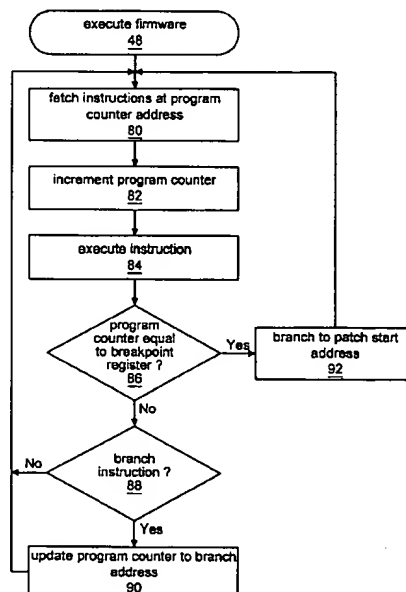 execute firmware
48
fetch instructions at program
counter address
80
increment program counter
82
execute instruction
84
program
counter equal
to breakpoint
register ?
86
Yes
branch to patch start
address
92
No
branch
instruction ?
88
No
Yes
update program counter to branch
address
90